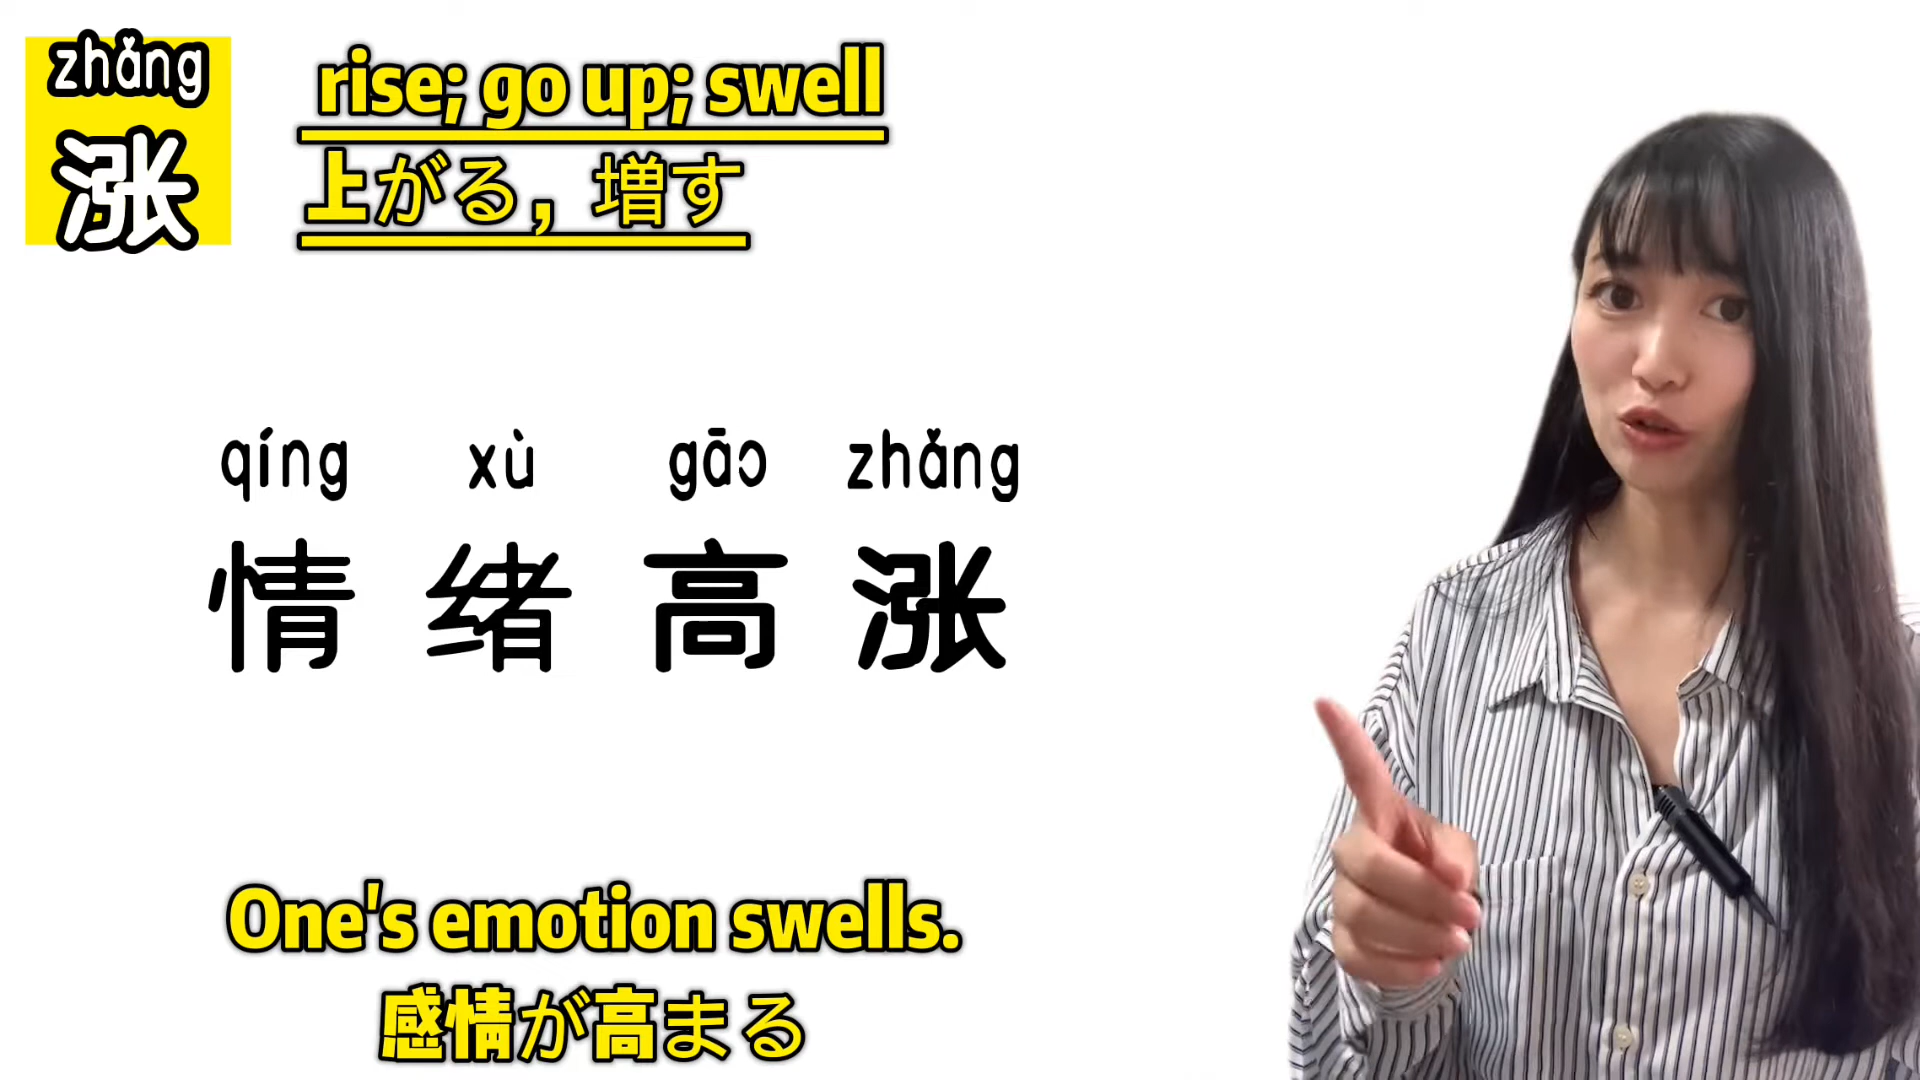 zhǎng
涨
rise; go up; swell
上がる，増す
qíng xù gāo zhǎng
情绪高涨
One's emotion swells.
感情が高まる